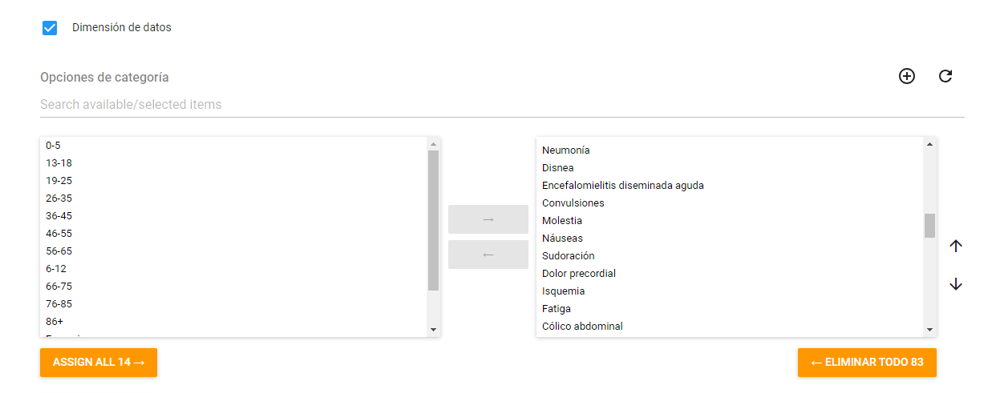 Dimensión de datos
Opciones de categoría
Search available/selected items
0-5
13-18
19-25
26-35
36-45
46-55
56-65
6-12
66-75
76-85
86+
→
←
Neumonía
Disnea
Encefalomielitis diseminada aguda
Convulsiones
Molestia
Náuseas
Sudoración
Dolor precordial
Isquemia
Fatiga
Cólico abdominal
ASSIGN ALL 14 →
← ELIMINAR TODO 83